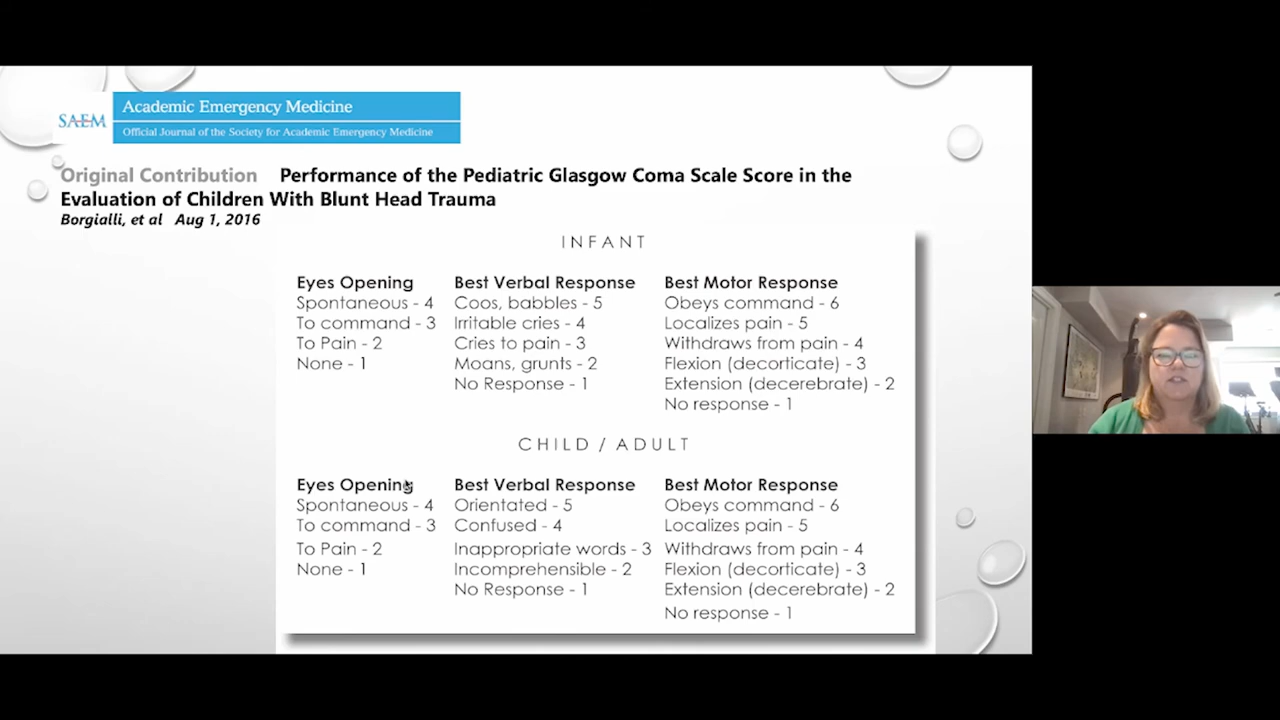 SAEM
Academic Emergency Medicine
Official Journal of the Society for Academic Emergency Medicine
Original Contribution Performance of the Pediatric Glasgow Coma Scale Score in the
Evaluation of Children With Blunt Head Trauma
Borgialli, et al Aug 1, 2016
INFANT
Eyes Opening
Spontaneous - 4
To command - 3
To Pain - 2
None - 1
Best Verbal Response
Coos, babbles - 5
Irritable cries - 4
Cries to pain - 3
Moans, grunts - 2
No Response - 1
Best Motor Response
Obeys command - 6
Localizes pain - 5
Withdraws from pain - 4
Flexion (decorticate) - 3
Extension (decerebrate) - 2
No response - 1
CHILD / ADULT
Eyes Opening
Spontaneous - 4
To command - 3
To Pain - 2
None - 1
Best Verbal Response
Orientated - 5
Confused - 4
Inappropriate words - 3
Incomprehensible - 2
No Response - 1
Best Motor Response
Obeys command - 6
Localizes pain - 5
Withdraws from pain - 4
Flexion (decorticate) - 3
Extension (decerebrate) - 2
No response - 1